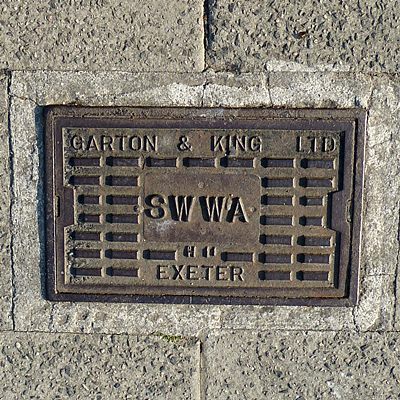 GARTON & KING LTD
SWWA
EXETER